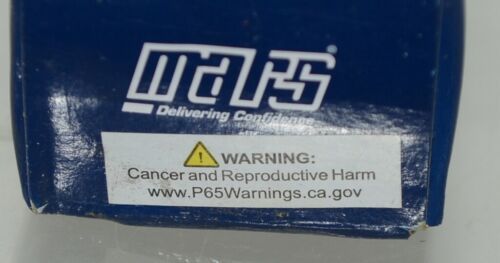 mars
Delivering Confidence
WARNING:
Cancer and Reproductive Harm
www.P65Warnings.ca.gov